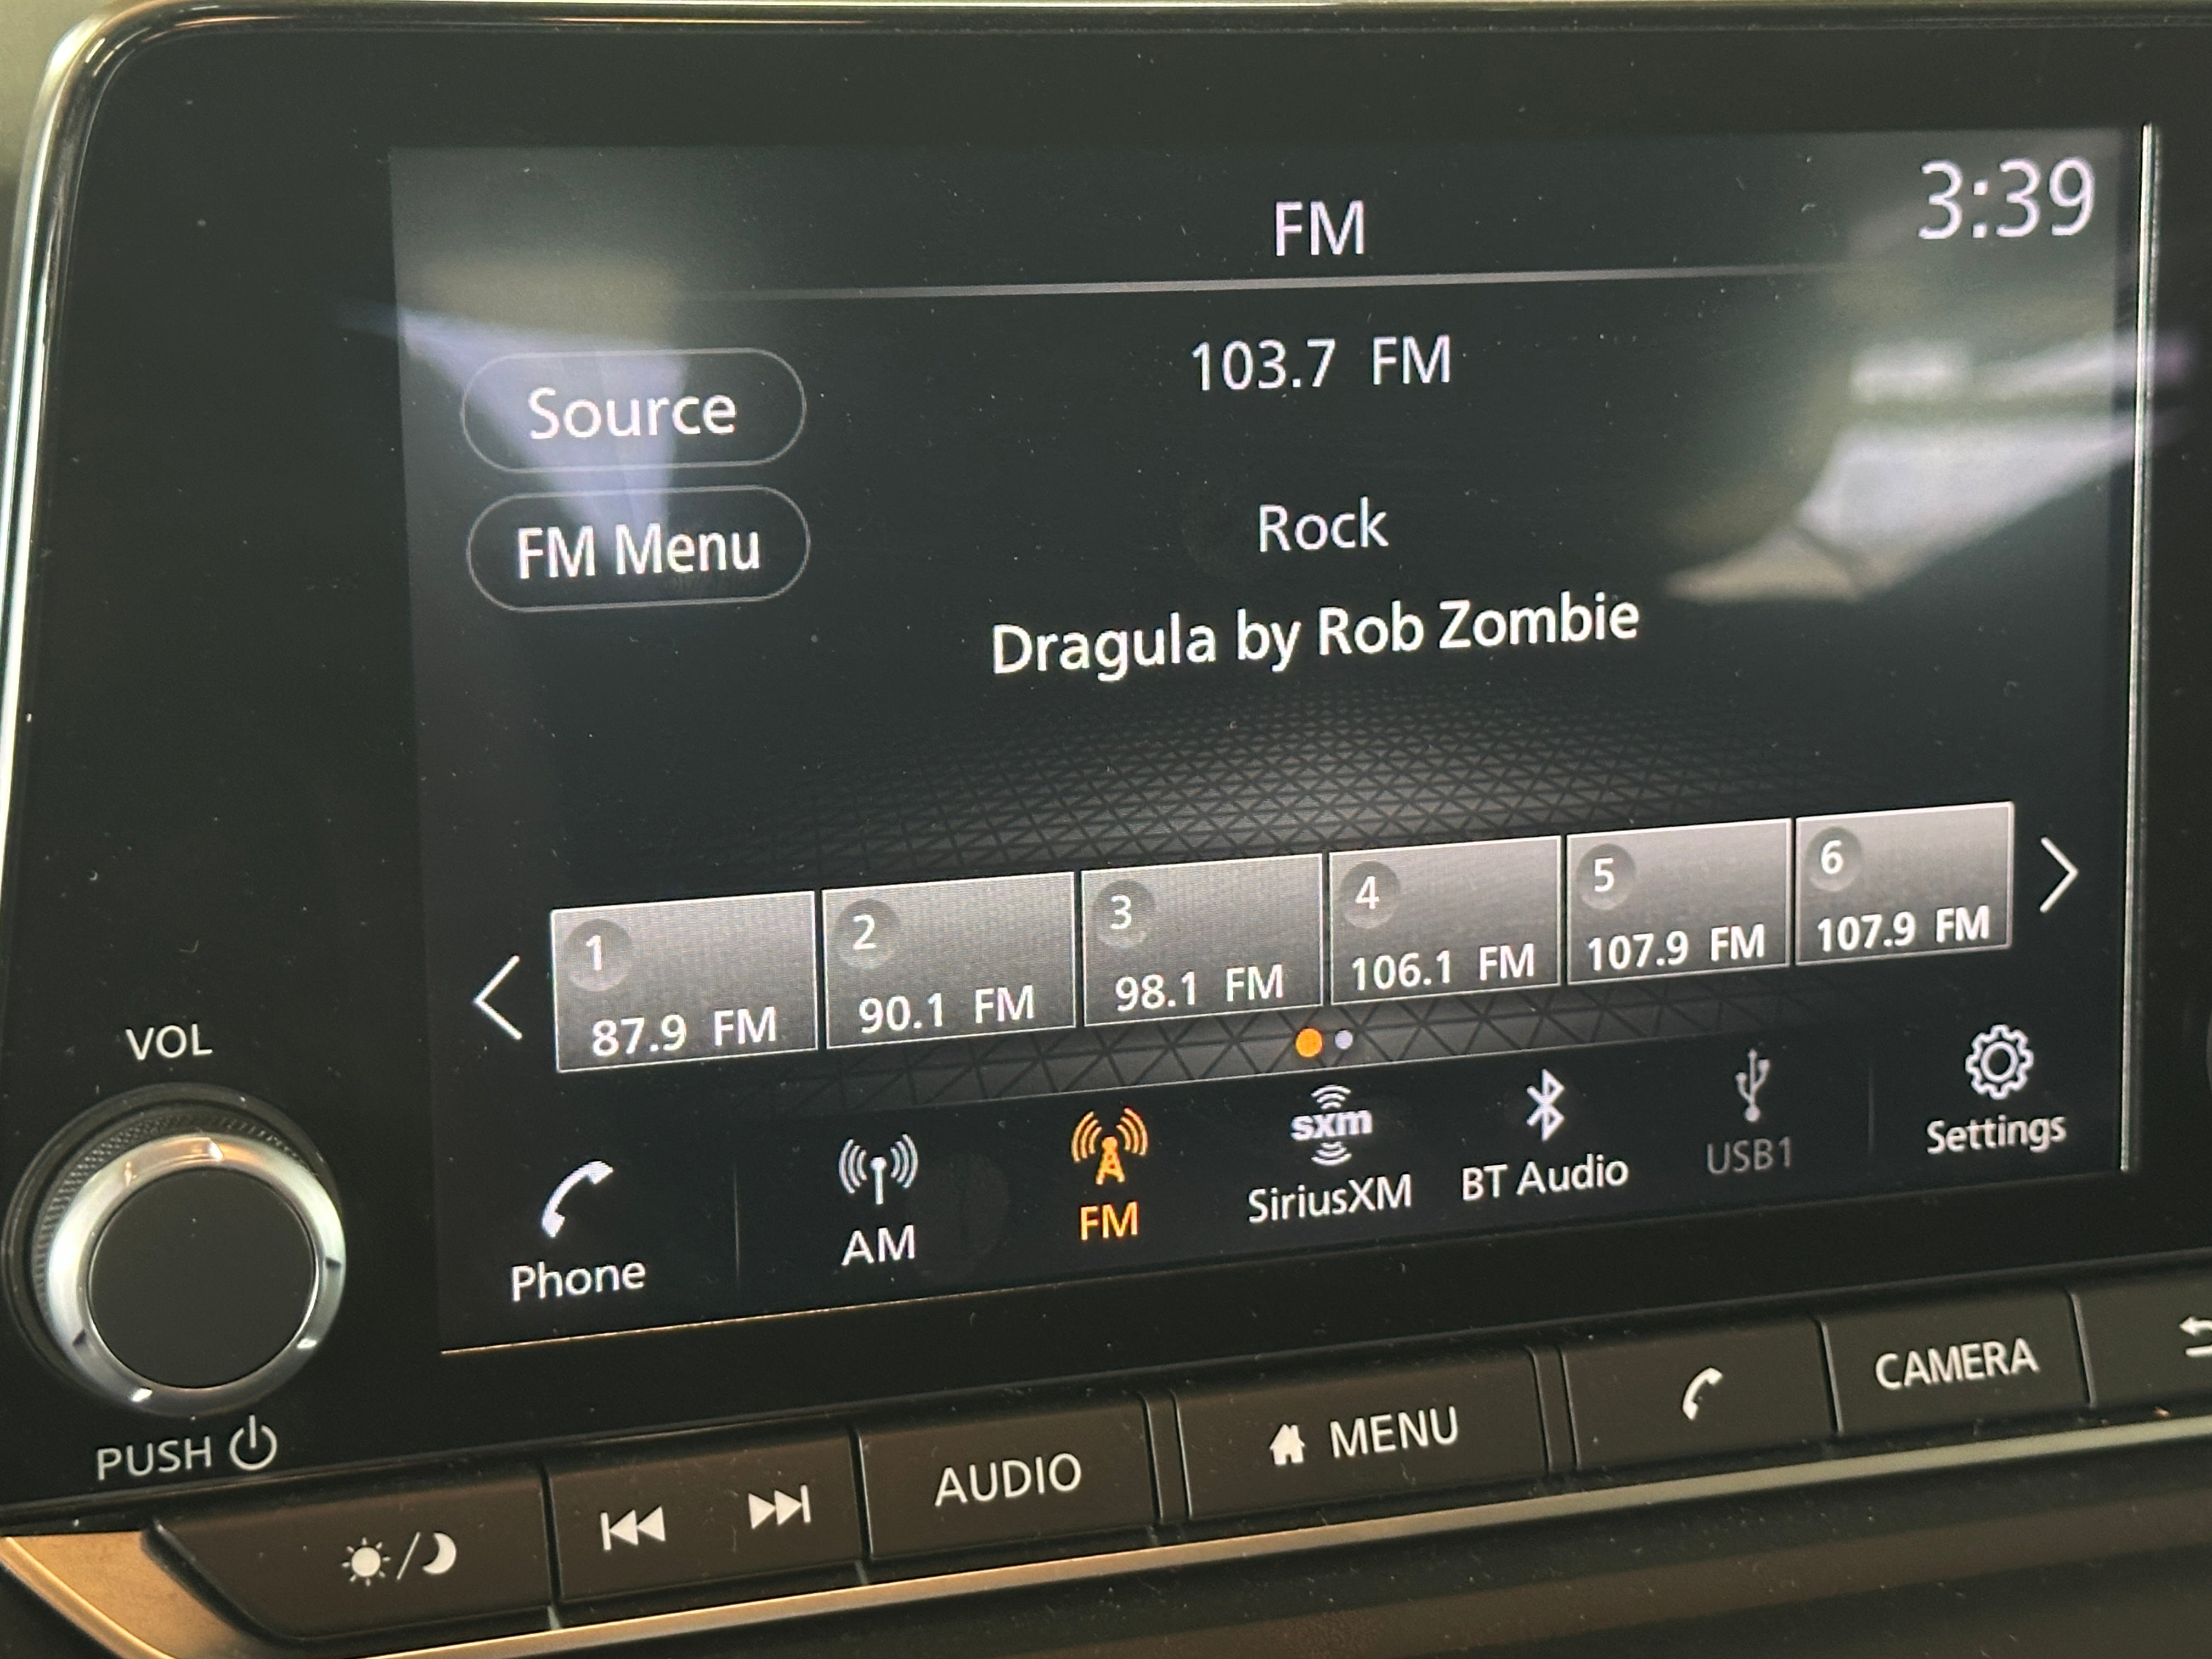 FM
3:39
103.7 FM
Source
Rock
FM Menu
Dragula by Rob Zombie
1
87.9 FM
2
90.1 FM
3
98.1 FM
4
106.1 FM
5
107.9 FM
6
107.9 FM
Phone
AM
FM
sxm
SiriusXM
BT Audio
USB1
Settings
VOL
PUSH
AUDIO
MENU
CAMERA